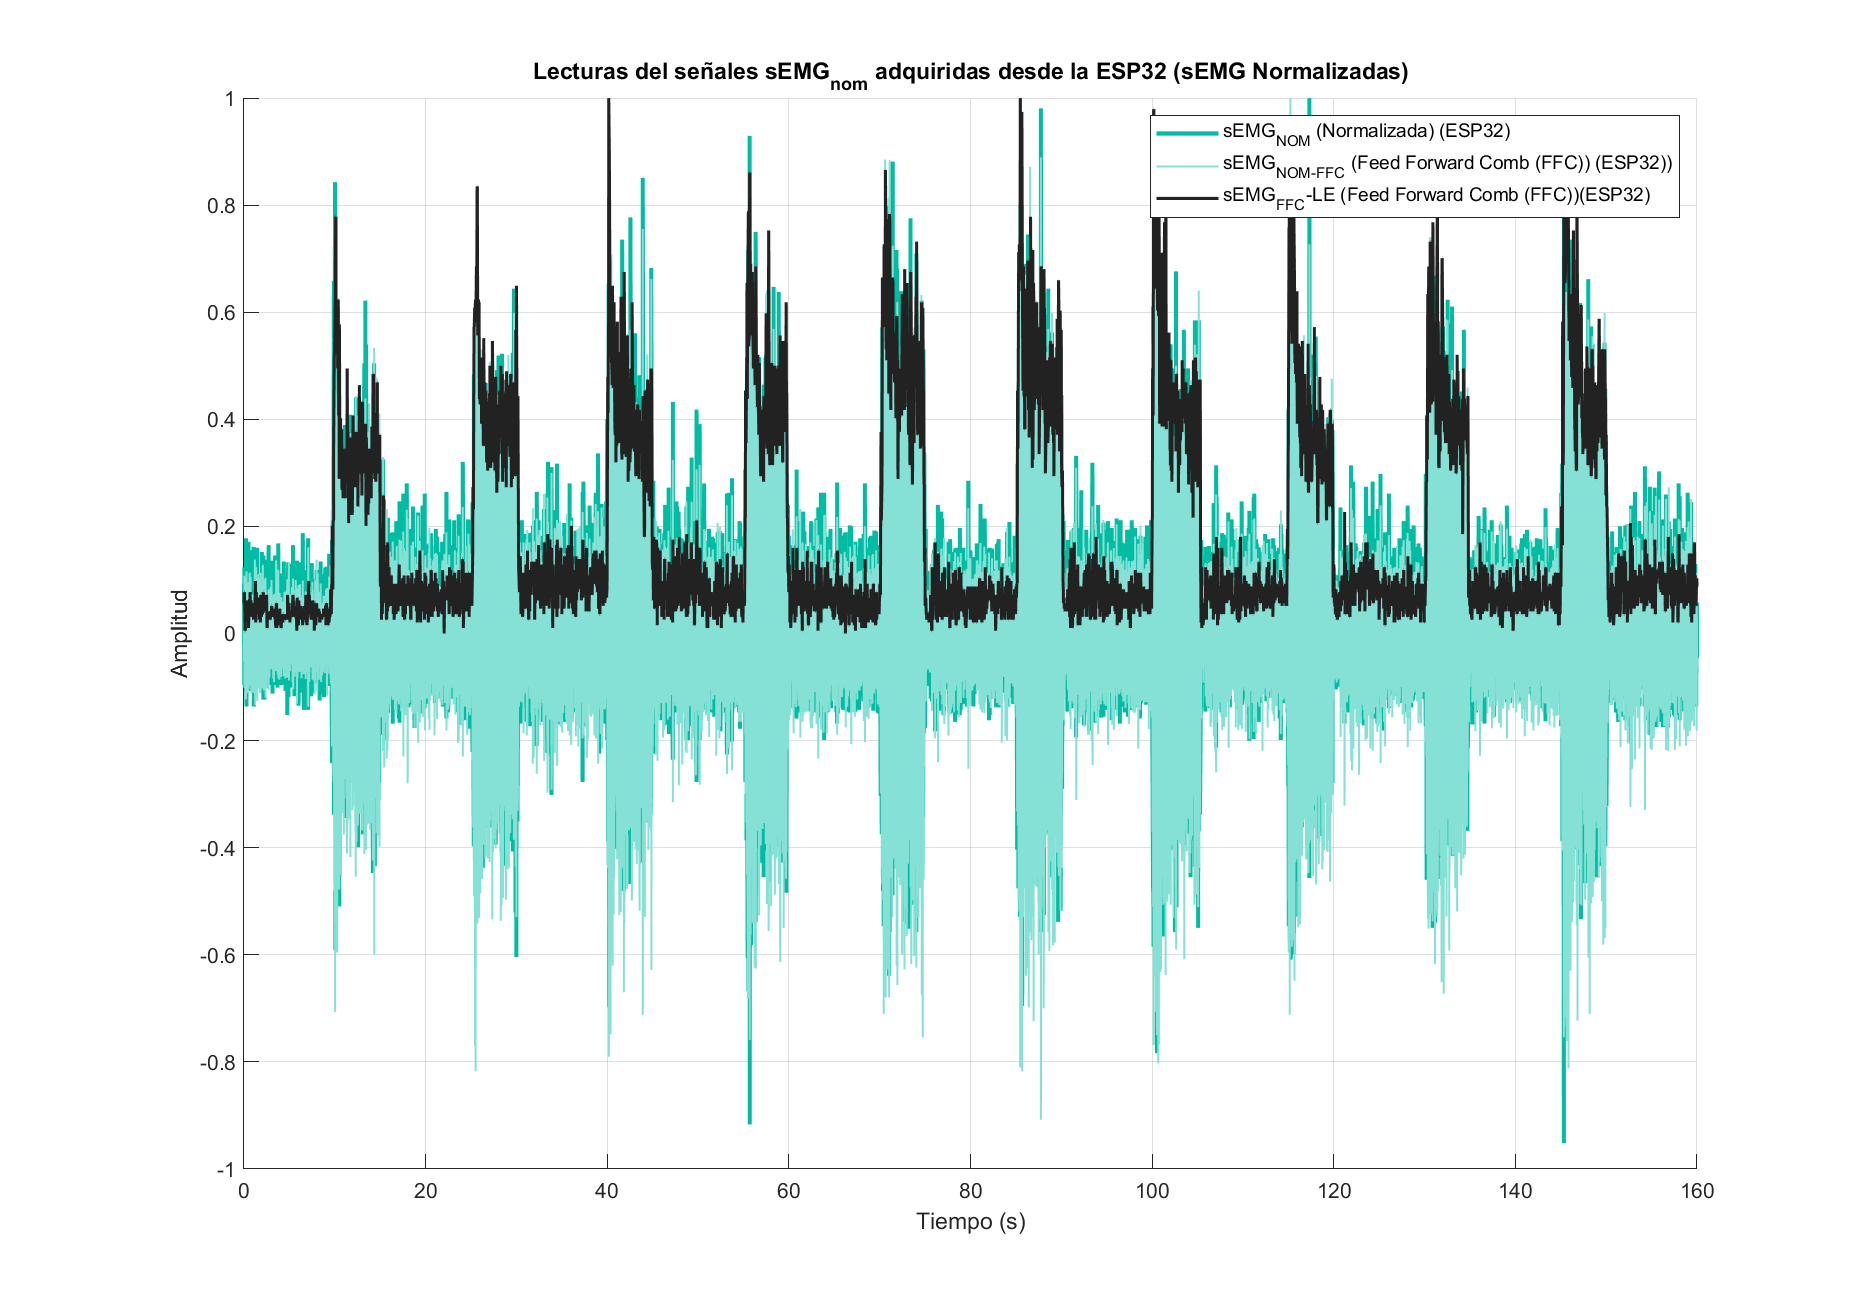 Lecturas del señales sEMGnom adquiridas desde la ESP32 (sEMG Normalizadas)
sEMGNOM (Normalizada) (ESP32)
sEMGNOM-FFC (Feed Forward Comb (FFC)) (ESP32))
sEMGFFC-LE (Feed Forward Comb (FFC))(ESP32)
1
0.8
0.6
0.4
0.2
0
-0.2
-0.4
-0.6
-0.8
-1
Amplitud
0 20 40 60 80 100 120 140 160
Tiempo (s)